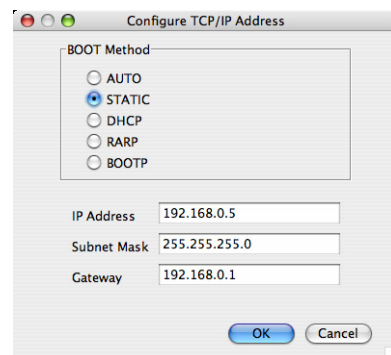 Configure TCP/IP Address
BOOT Method
AUTO
STATIC
DHCP
RARP
BOOTP
IP Address 192.168.0.5
Subnet Mask 255.255.255.0
Gateway 192.168.0.1
OK Cancel